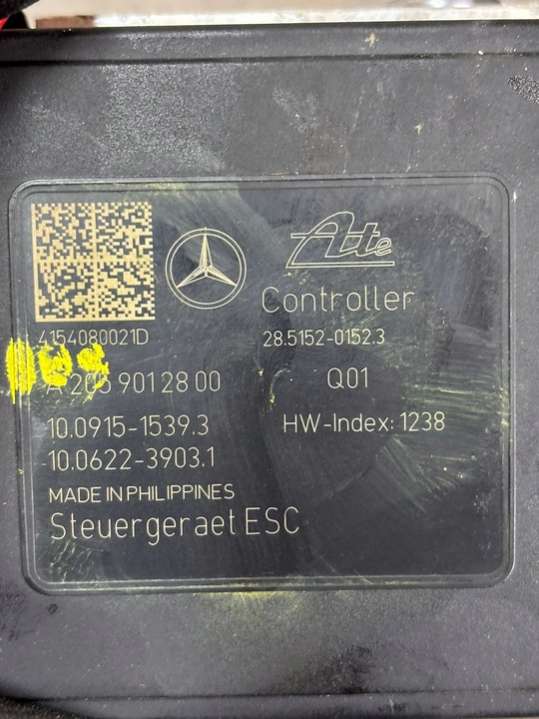 Ate
Controller
4154080021D
28.5152-0152.3
A 205 901 28 00
Q01
10.0915-1539.3
HW-Index: 1238
10.0622-3903.1
MADE IN PHILIPPINES
Steuergeraet ESC